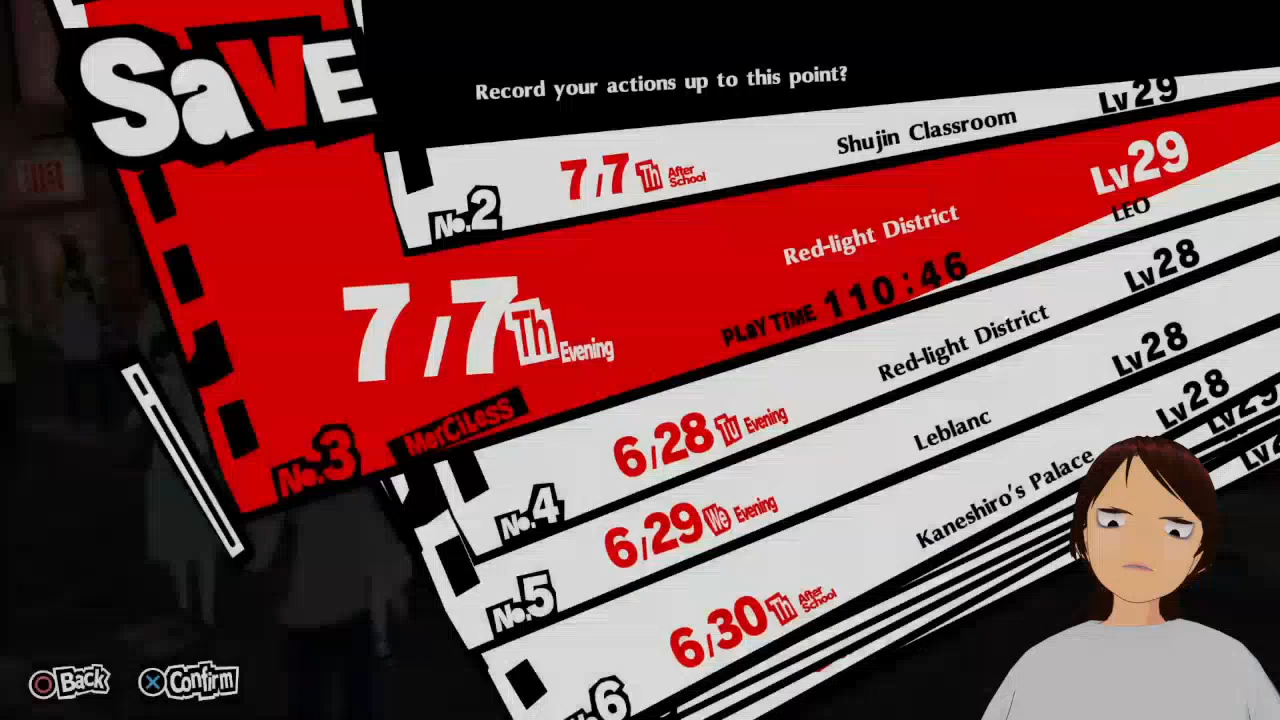 SaVE
Record your actions up to this point?
No.2 7/7 Th After School Shujin Classroom Lv29
No.3 7/7 Th Evening Red-light District Lv29
LEO
PLaY TiME 110:46
MerCiLess
No.4 6/28 Tu Evening Red-light District Lv28
No.5 6/29 We Evening Leblanc Lv28
No.6 6/30 Th After School Kaneshiro's Palace Lv28
Lv29
Back Confirm